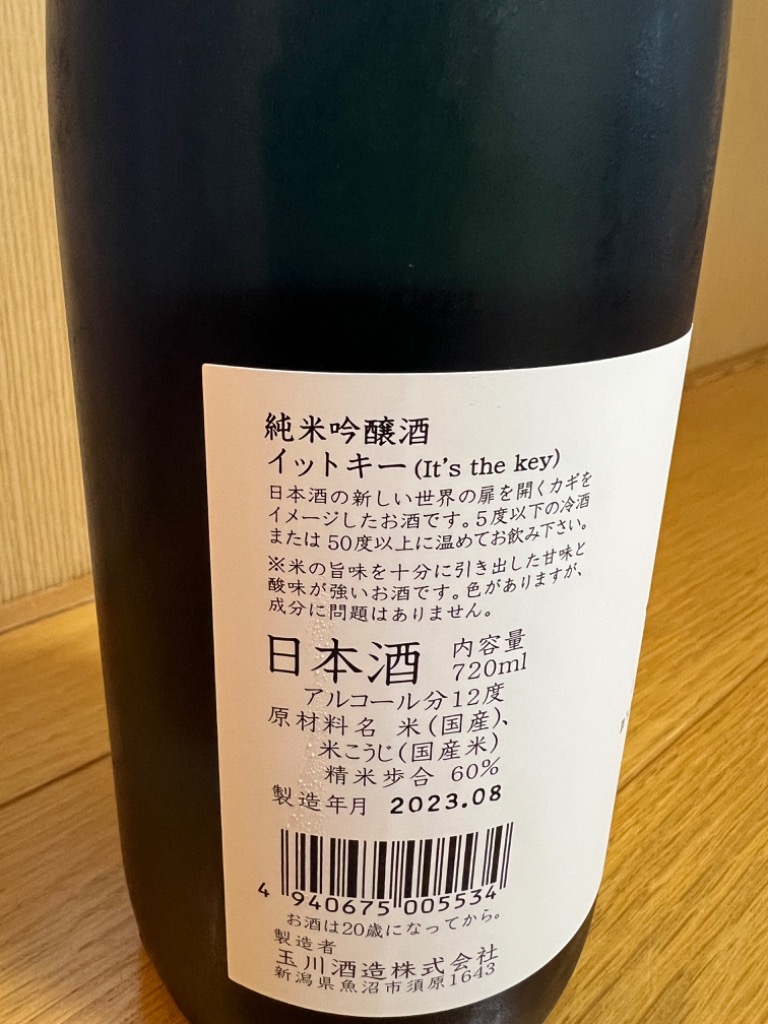 純米吟醸酒
イットキー(It's the key)
日本酒の新しい世界の扉を開くカギを
イメージしたお酒です。5度以下の冷酒
または50度以上に温めてお飲み下さい。
※米の旨味を十分に引き出した甘味と
酸味が強いお酒です。色がありますが、
成分に問題はありません。
日本酒 内容量 720ml
アルコール分12度
原材料名 米(国産)、
米こうじ(国産米)
精米歩合 60%
製造年月 2023.08
4 940675 005534
お酒は20歳になってから。
製造者
玉川酒造株式会社
新潟県魚沼市須原1643